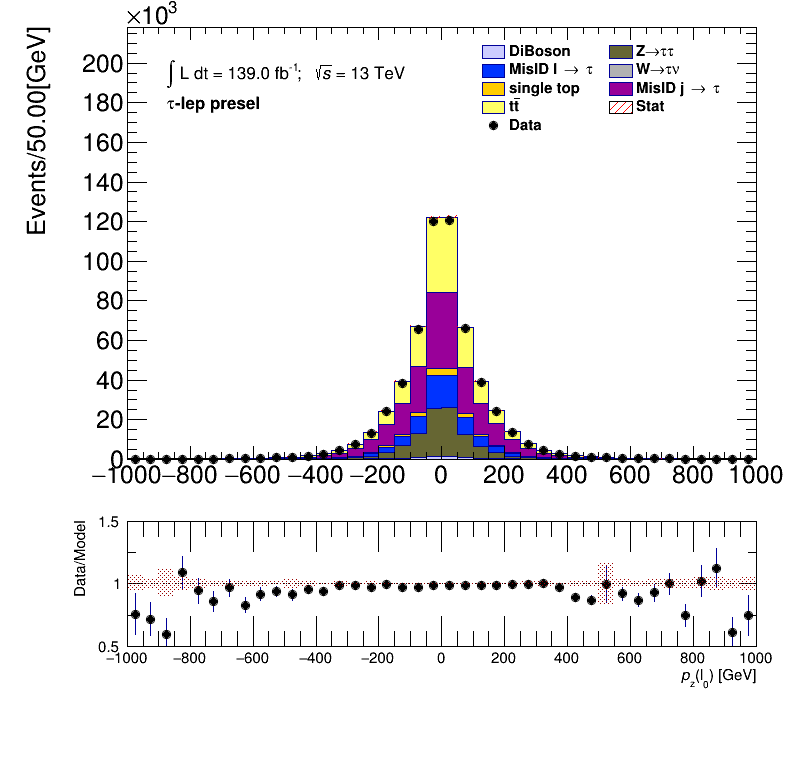 ×10³
Events/50.00[GeV]
200
180
160
140
120
100
80
60
40
20
0
∫ L dt = 139.0 fb⁻¹; √s = 13 TeV
τ-lep presel
DiBoson
MisID l → τ
single top
tt̄
Data
Z→ττ
W→τν
MisID j → τ
Stat
−1000 −800 −600 −400 −200 0 200 400 600 800 1000
Data/Model
1.5
1
0.5
−1000 −800 −600 −400 −200 0 200 400 600 800 1000
p_z(l_0) [GeV]